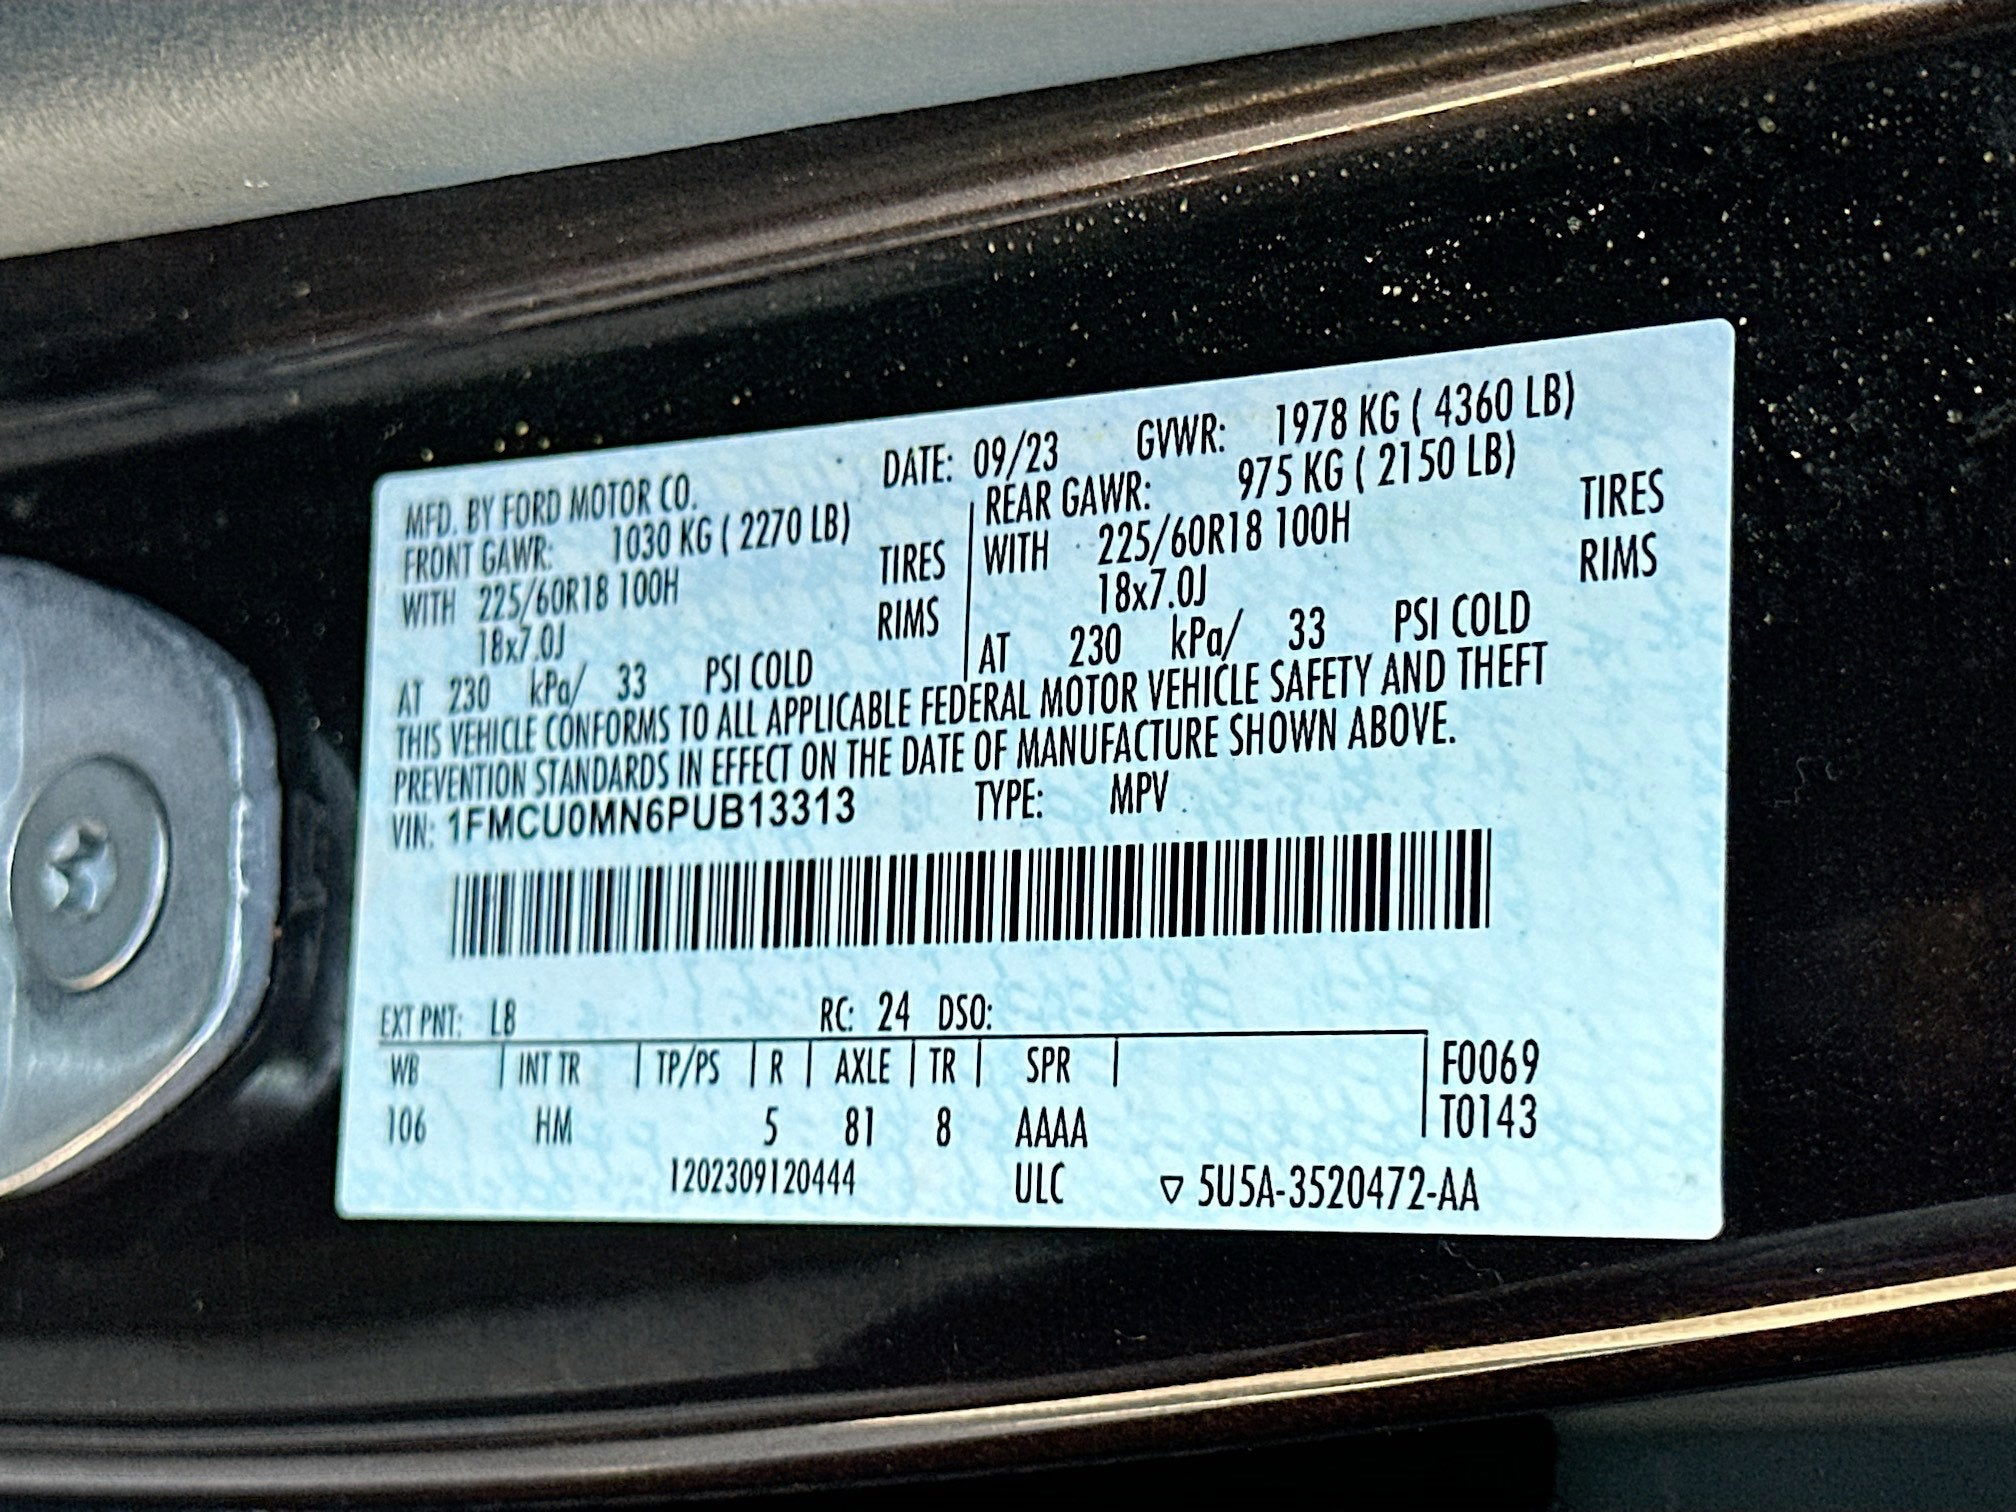 MFD. BY FORD MOTOR CO. DATE: 09/23 GVWR: 1978 KG ( 4360 LB)
FRONT GAWR: 1030 KG ( 2270 LB) REAR GAWR: 975 KG ( 2150 LB)
WITH 225/60R18 100H TIRES WITH 225/60R18 100H TIRES
18x7.0J RIMS 18x7.0J RIMS
AT 230 kPa/ 33 PSI COLD AT 230 kPa/ 33 PSI COLD
THIS VEHICLE CONFORMS TO ALL APPLICABLE FEDERAL MOTOR VEHICLE SAFETY AND THEFT
PREVENTION STANDARDS IN EFFECT ON THE DATE OF MANUFACTURE SHOWN ABOVE.
VIN: 1FMCU0MN6PUB13313 TYPE: MPV
EXT PNT: L8 RC: 24 DSO:
WB | INT TR | TP/PS | R | AXLE | TR | SPR | F0069
106 HM 5 81 8 AAAA T0143
1202309120444 ULC ▽ 5U5A-3520472-AA